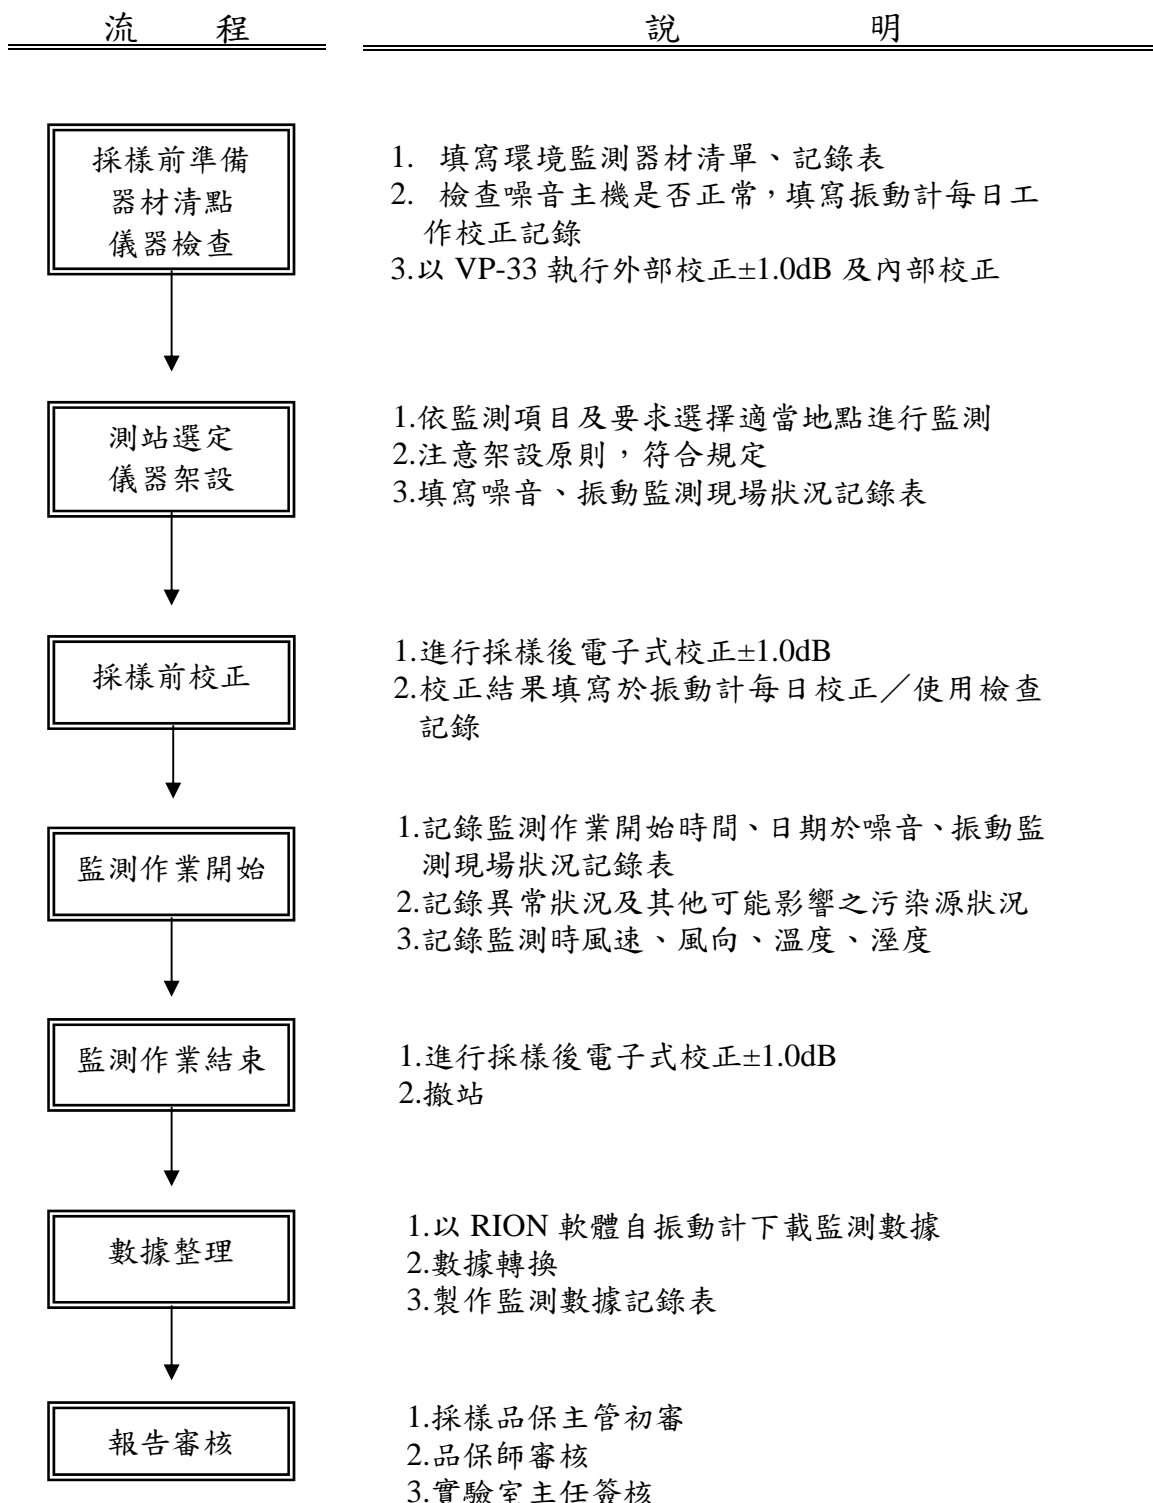 流 程
說 明
採樣前準備
器材清點
儀器檢查
1. 填寫環境監測器材清單、記錄表
2. 檢查噪音主機是否正常，填寫振動計每日工
作校正記錄
3.以 VP-33 執行外部校正±1.0dB 及內部校正
測站選定
儀器架設
1.依監測項目及要求選擇適當地點進行監測
2.注意架設原則，符合規定
3.填寫噪音、振動監測現場狀況記錄表
採樣前校正
1.進行採樣後電子式校正±1.0dB
2.校正結果填寫於振動計每日校正／使用檢查
記錄
監測作業開始
1.記錄監測作業開始時間、日期於噪音、振動監
測現場狀況記錄表
2.記錄異常狀況及其他可能影響之污染源狀況
3.記錄監測時風速、風向、溫度、溼度
監測作業結束
1.進行採樣後電子式校正±1.0dB
2.撤站
數據整理
1.以 RION 軟體自振動計下載監測數據
2.數據轉換
3.製作監測數據記錄表
報告審核
1.採樣品保主管初審
2.品保師審核
3.實驗室主任簽核